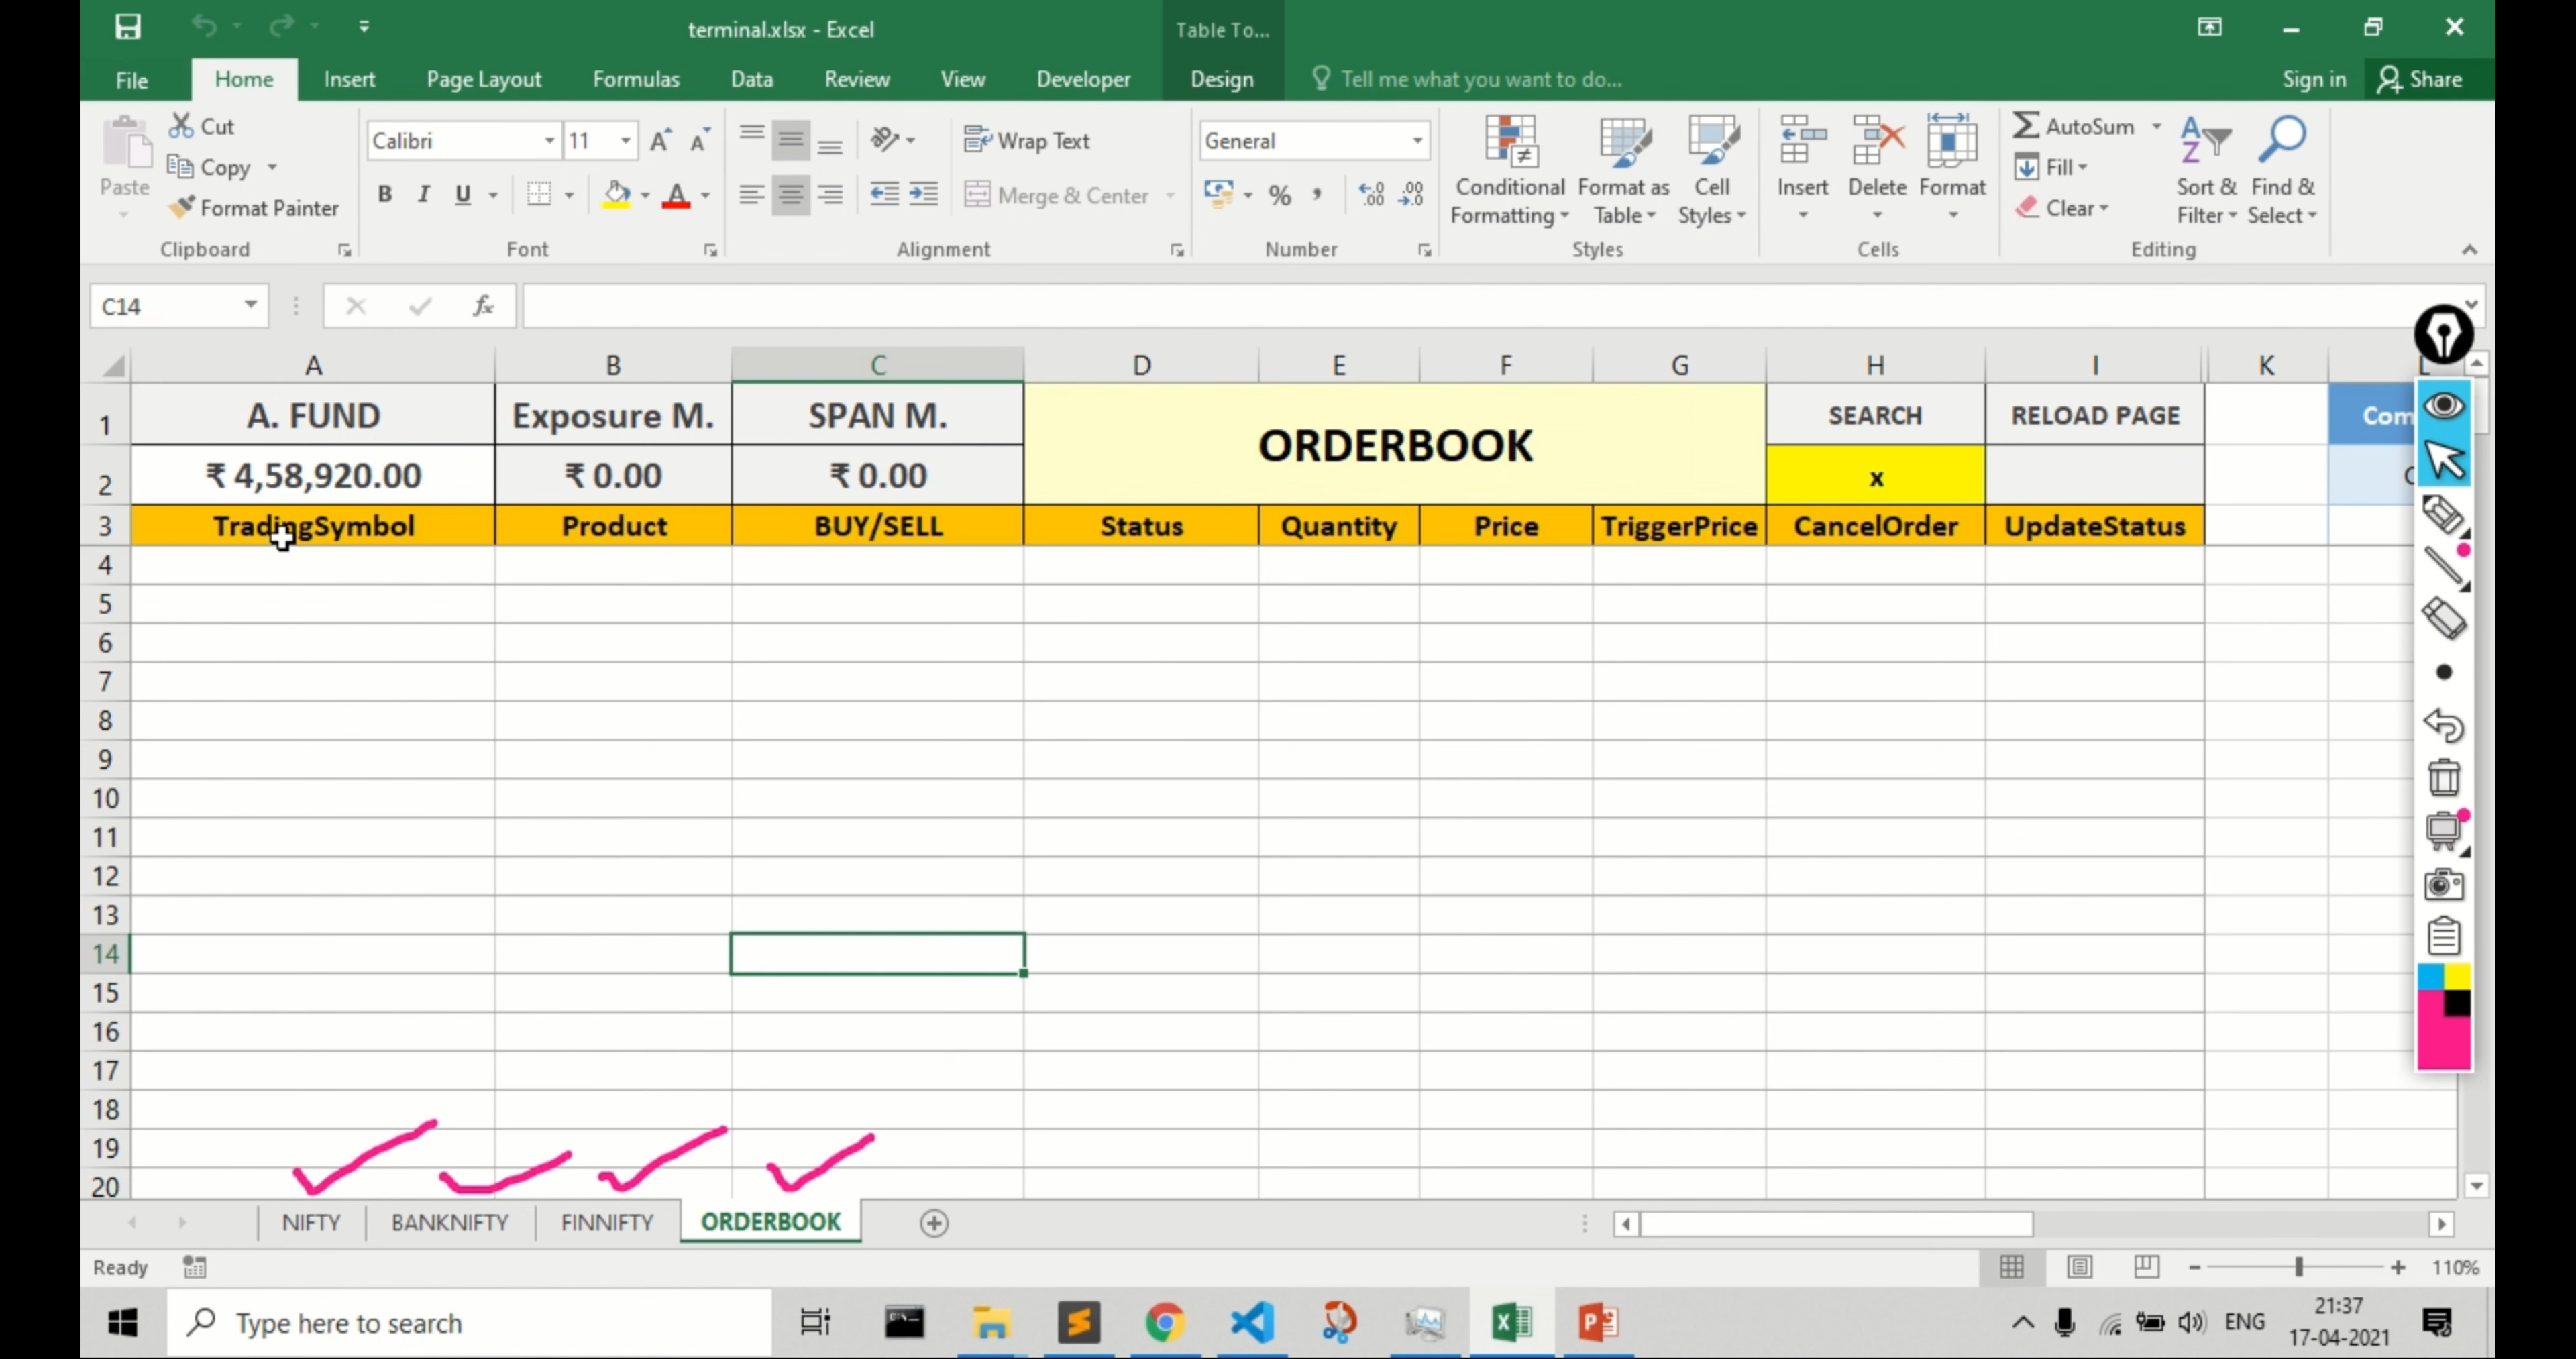 terminal.xlsx - Excel
Table To...
File Home Insert Page Layout Formulas Data Review View Developer Design Tell me what you want to do... Sign in Share
Paste
Cut
Copy
Format Painter
Clipboard
Calibri 11
B I U
Font
Wrap Text
Merge & Center
Alignment
General
Number
Conditional Formatting
Format as Table
Cell Styles
Styles
Insert Delete Format
Cells
AutoSum
Fill
Clear
Sort & Filter
Find & Select
Editing
C14
fx
A B C D E F G H I K L
1 A. FUND Exposure M. SPAN M. ORDERBOOK SEARCH RELOAD PAGE Com
2 ₹ 4,58,920.00 ₹ 0.00 ₹ 0.00 x
3 TradingSymbol Product BUY/SELL Status Quantity Price TriggerPrice CancelOrder UpdateStatus
4
5
6
7
8
9
10
11
12
13
14
15
16
17
18
19
20
NIFTY BANKNIFTY FINNIFTY ORDERBOOK
Ready 110%
Type here to search ENG 21:37
17-04-2021